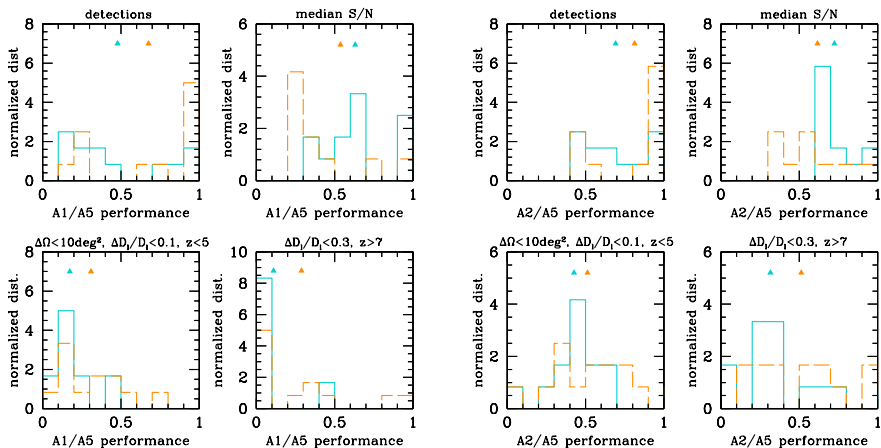 detections
median S/N
detections
median S/N
normalized dist
8
6
4
2
0
0
0.5
1
A1/A5 performance
normalized dist
6
4
2
0
0
0.5
1
A1/A5 performance
normalized dist
8
6
4
2
0
0
0.5
1
A2/A5 performance
normalized dist
8
6
4
2
0
0
0.5
1
A2/A5 performance
ΔΩ<10deg², ΔD_l/D_l<0.1, z<5
ΔD_l/D_l<0.3, z>7
ΔΩ<10deg², ΔD_l/D_l<0.1, z<5
ΔD_l/D_l<0.3, z>7
normalized dist.
8
6
4
2
0
0
0.5
1
A1/A5 performance
normalized dist.
10
8
6
4
2
0
0
0.5
1
A1/A5 performance
normalized dist.
6
4
2
0
0
0.5
1
A2/A5 performance
normalized dist.
6
4
2
0
0
0.5
1
A2/A5 performance